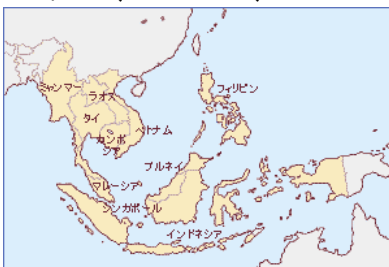 ミャンマー
ラオス
フィリピン
タイ
ベトナム
カンボ
ジア
ブルネイ
マレーシア
シンガポール
インドネシア